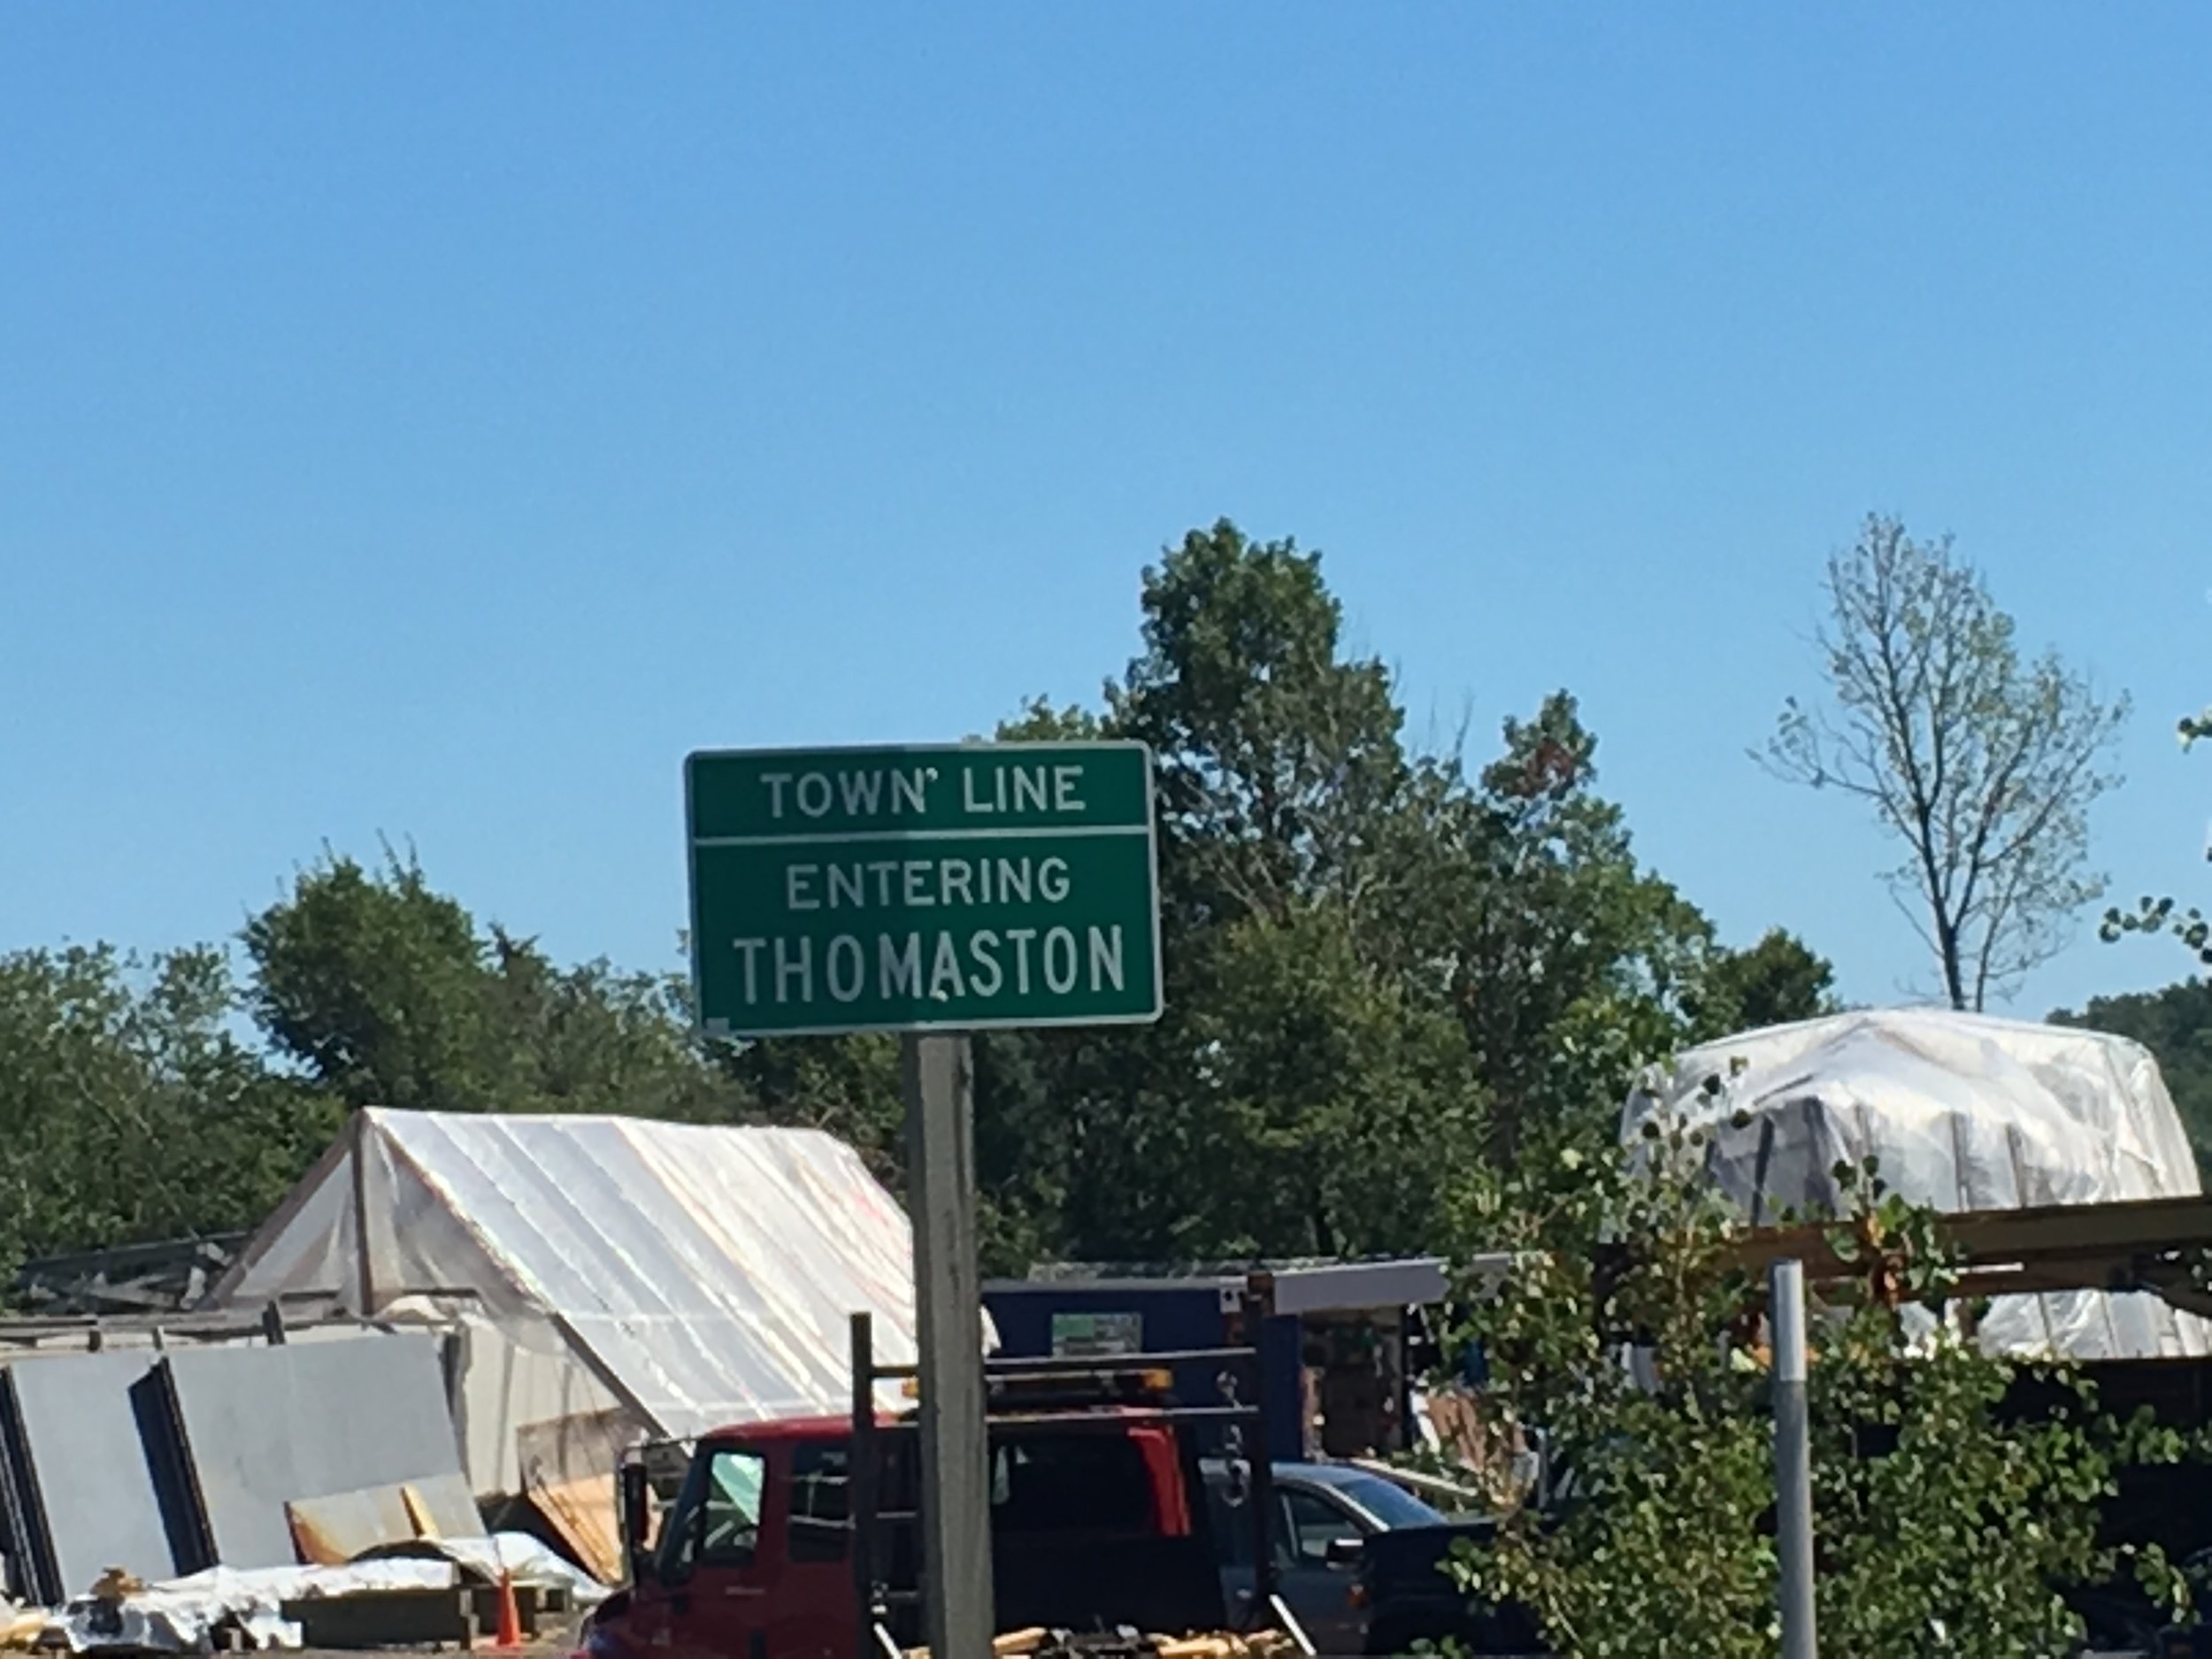 TOWN' LINE
ENTERING
THOMASTON